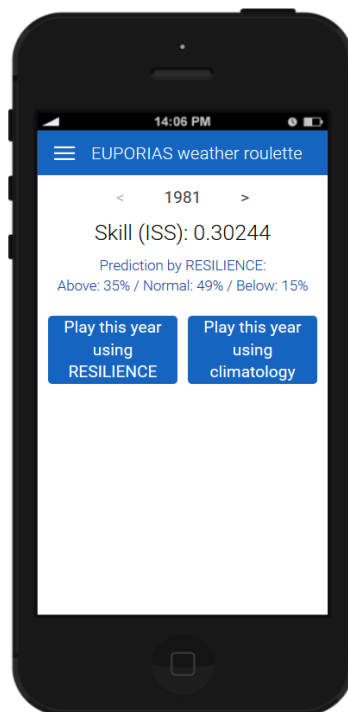 14:06 PM
EUPORIAS weather roulette
< 1981 >
Skill (ISS): 0.30244
Prediction by RESILIENCE:
Above: 35% / Normal: 49% / Below: 15%
Play this year
using
RESILIENCE
Play this year
using
climatology